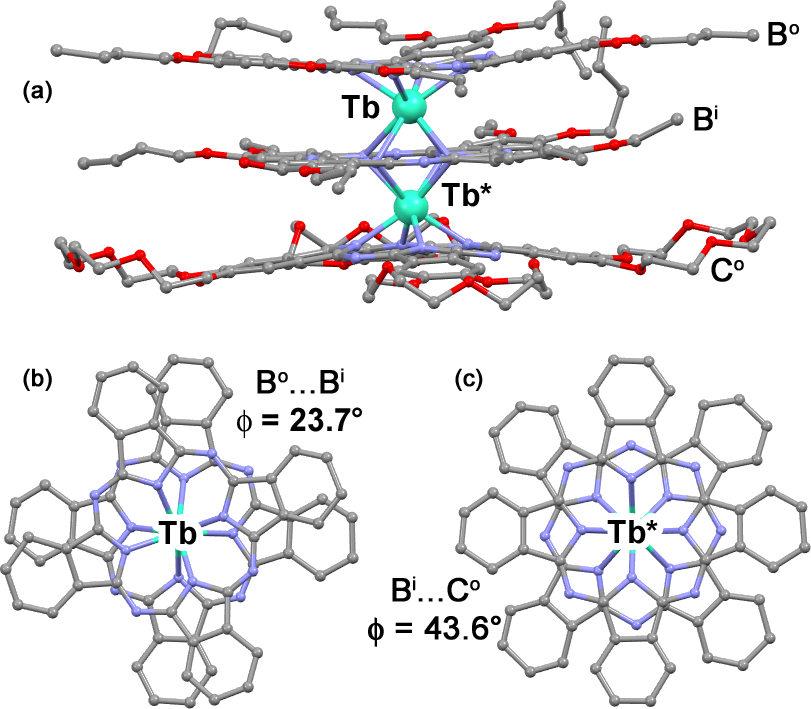 Bᵒ
(a)
Tb
Bⁱ
Tb*
Cᵒ
(b)
Bᵒ...Bⁱ
ϕ = 23.7°
(c)
Tb
Tb*
Bⁱ...Cᵒ
ϕ = 43.6°